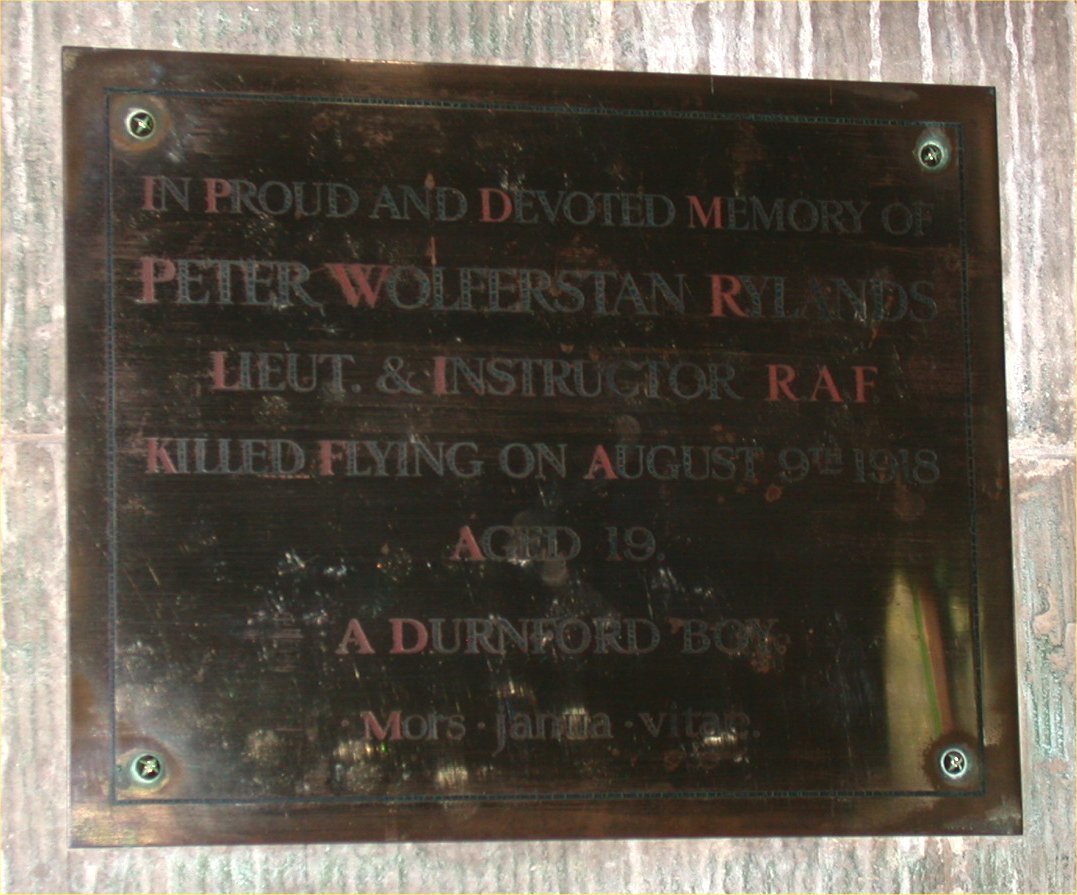 IN PROUD AND DEVOTED MEMORY OF
PETER WOLFERSTAN RYLANDS
LIEUT. & INSTRUCTOR RAF
KILLED FLYING ON AUGUST 9TH 1918
AGED 19.
A DURNFORD BOY.
· Mors · janua · vitae.